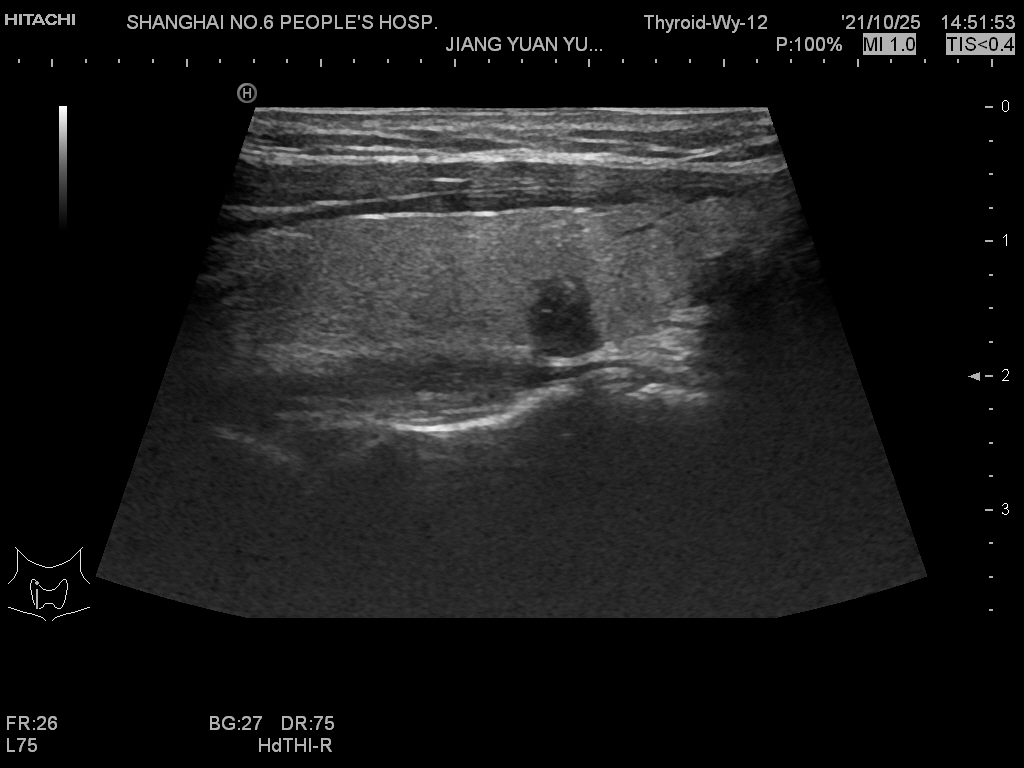 HITACHI SHANGHAI NO.6 PEOPLE'S HOSP. Thyroid-Wy-12 '21/10/25 14:51:53
JIANG YUAN YU... P:100% MI 1.0 TIS<0.4
H
0
1
2
3
FR:26 BG:27 DR:75
L75 HdTHI-R